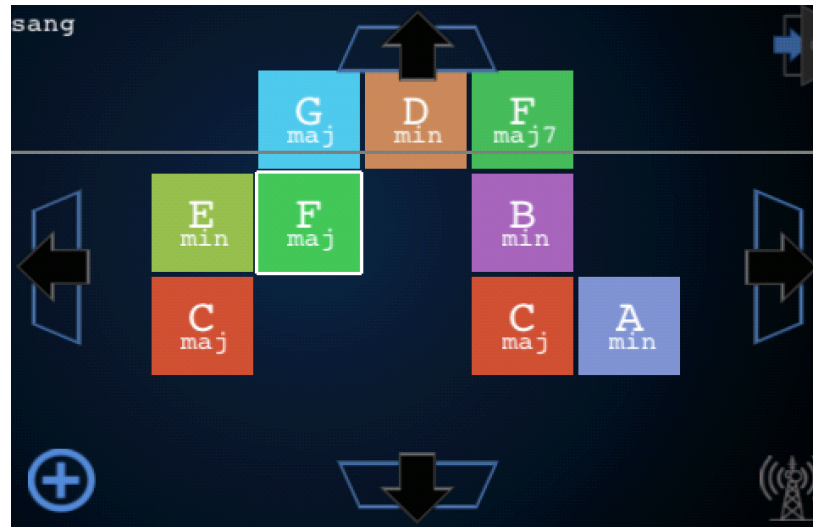 sang
G D F
maj min maj7
E F B
min maj min
C C A
maj maj min